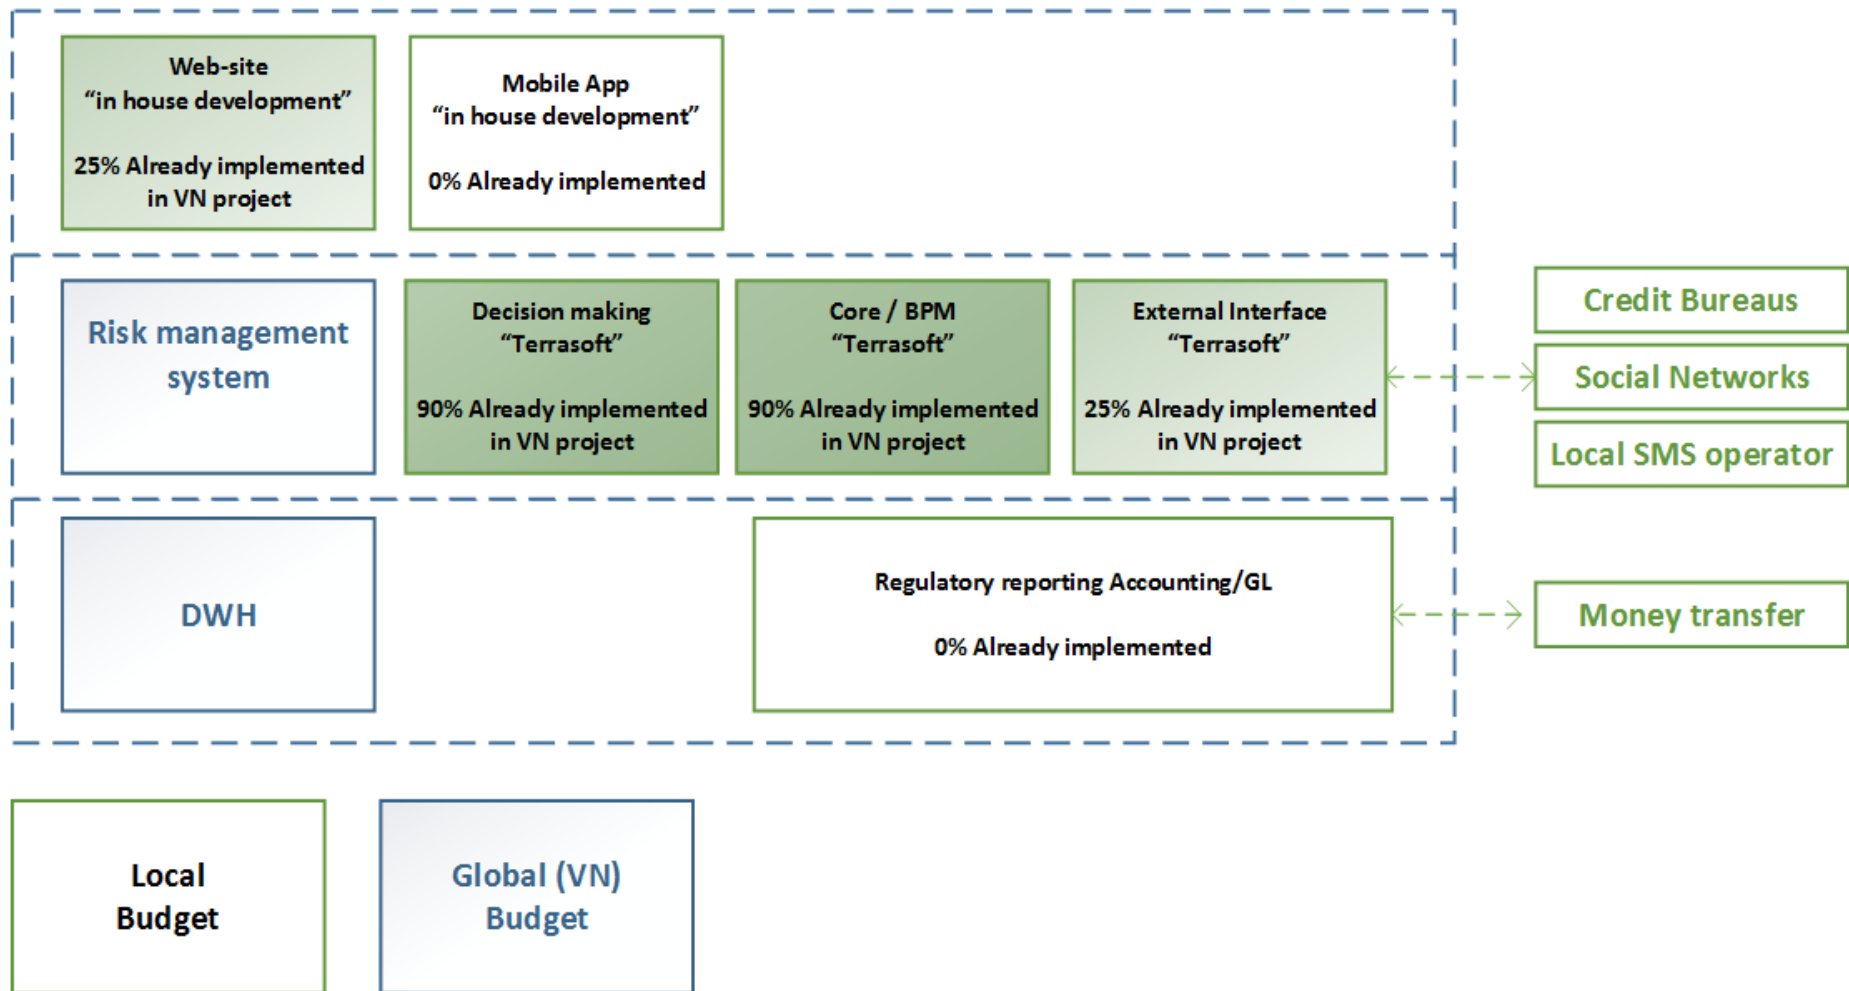 Web-site
“in house development”
25% Already implemented
in VN project
Mobile App
“in house development”
0% Already implemented
Risk management
system
Decision making
“Terrasoft”
90% Already implemented
in VN project
Core / BPM
“Terrasoft”
90% Already implemented
in VN project
External Interface
“Terrasoft”
25% Already implemented
in VN project
Credit Bureaus
Social Networks
Local SMS operator
DWH
Regulatory reporting Accounting/GL
0% Already implemented
Money transfer
Local
Budget
Global (VN)
Budget